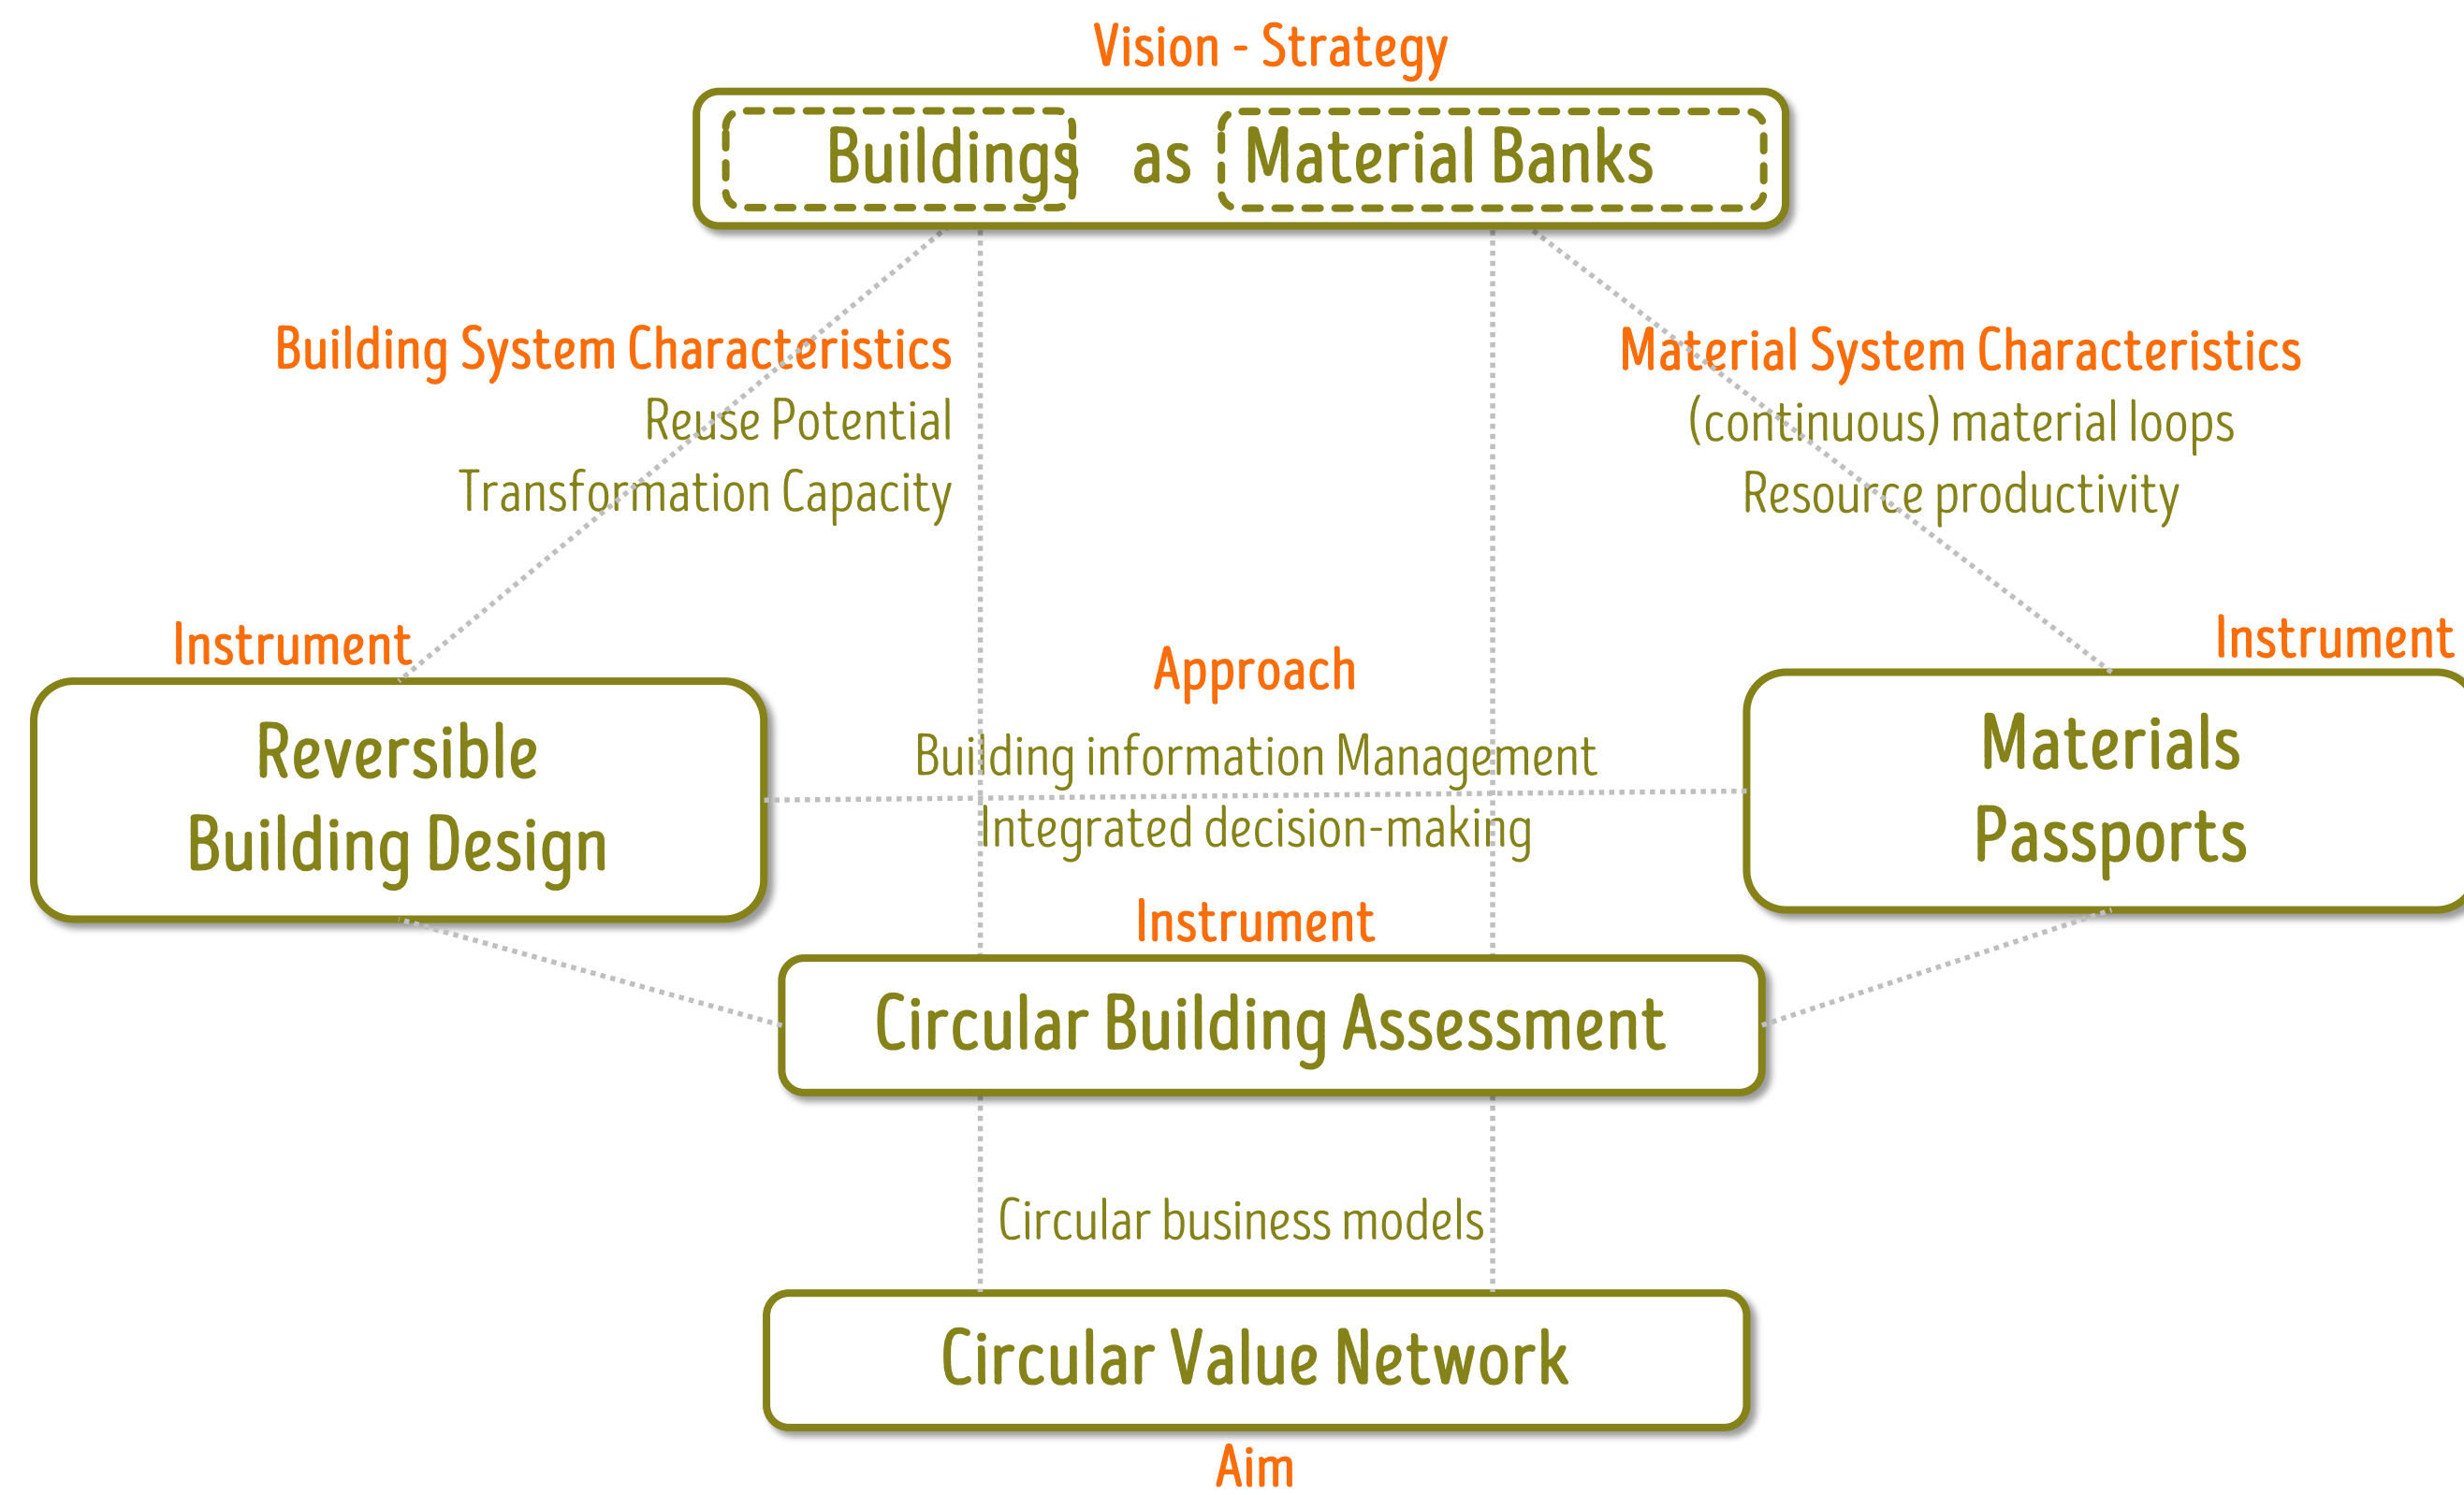 Vision - Strategy
Buildings as Material Banks
Building System Characteristics
Reuse Potential
Transformation Capacity
Material System Characteristics
(continuous) material loops
Resource productivity
Instrument
Reversible
Building Design
Approach
Building information Management
Integrated decision-making
Instrument
Materials
Passports
Instrument
Circular Building Assessment
Circular business models
Circular Value Network
Aim